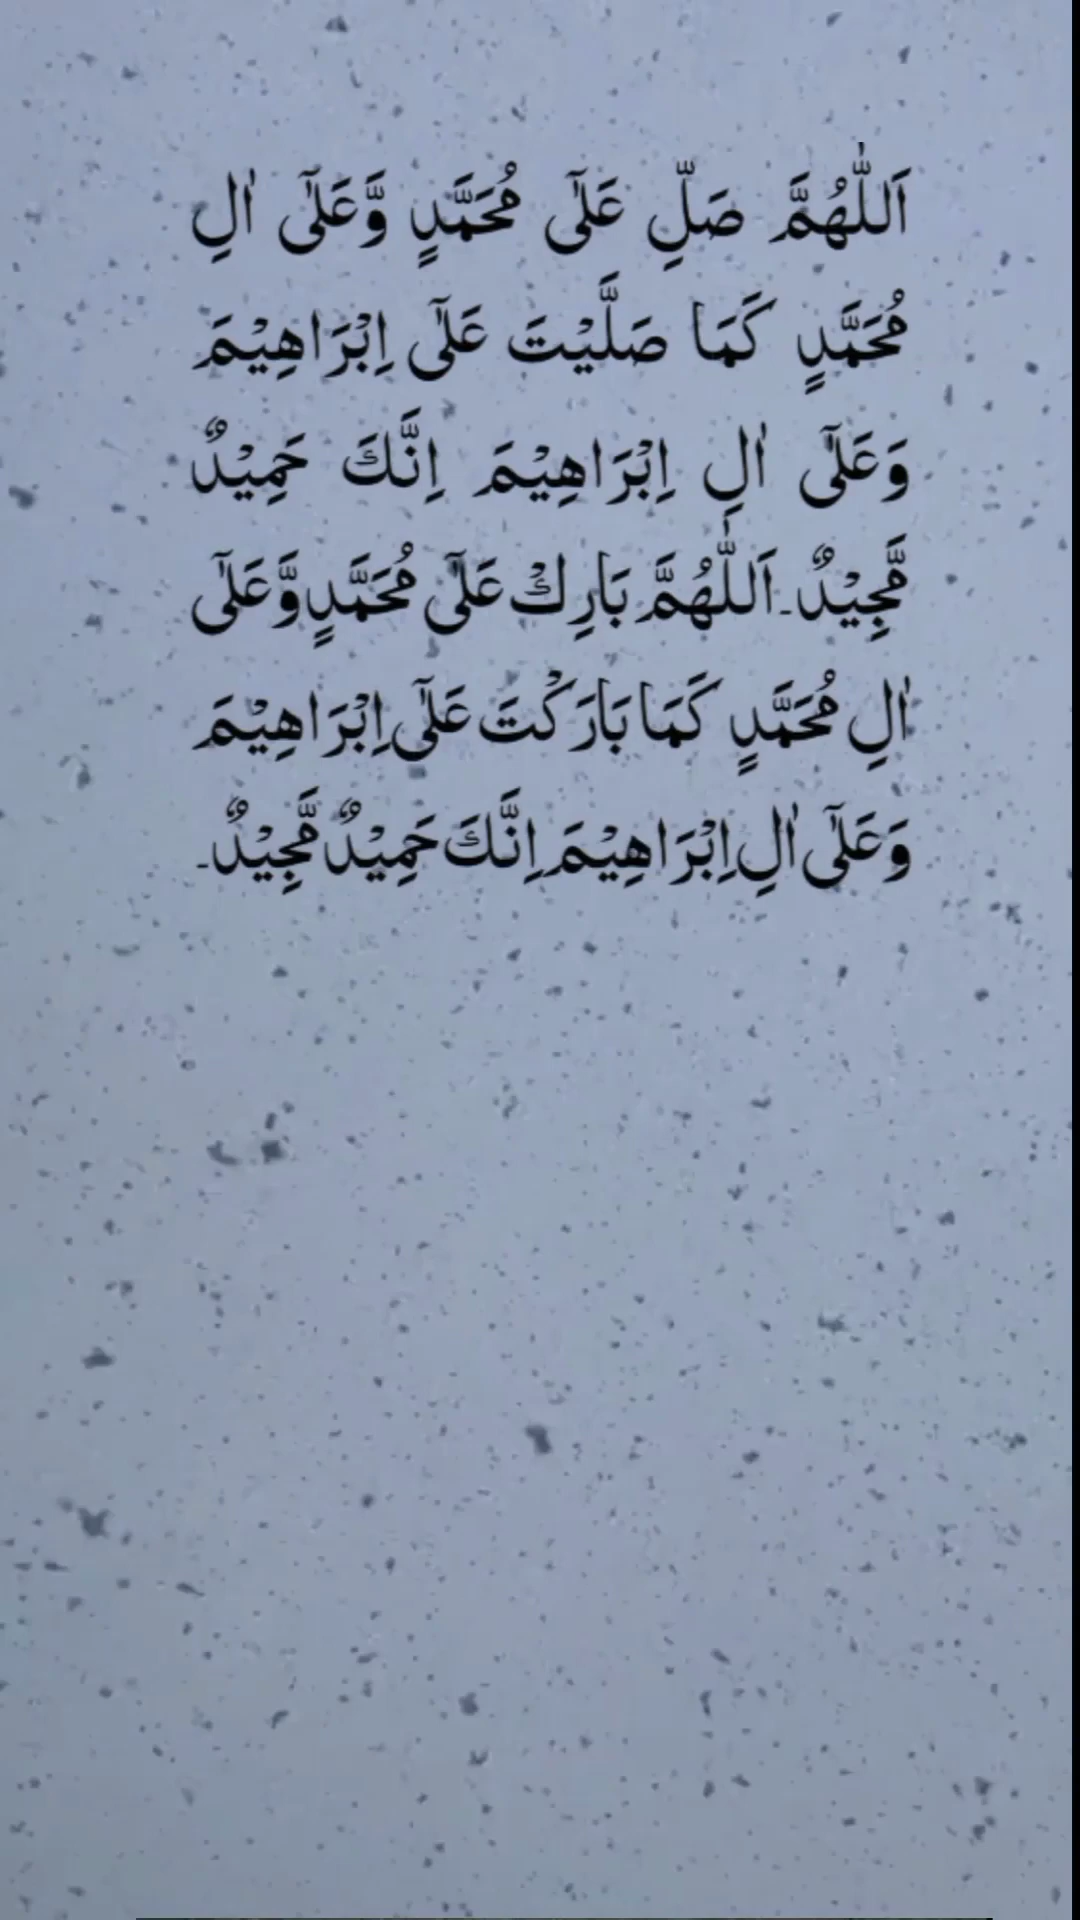 اَللّٰهُمَّ صَلِّ عَلٰٓى مُحَمَّدٍ وَّعَلٰٓى اٰلِ
مُحَمَّدٍ كَمَا صَلَّيْتَ عَلٰٓى اِبْرَاهِيْمَ
وَعَلٰٓى اٰلِ اِبْرَاهِيْمَ اِنَّكَ حَمِيْدٌ
مَّجِيْدٌ۔اَللّٰهُمَّ بَارِكْ عَلٰٓى مُحَمَّدٍ وَّعَلٰٓى
اٰلِ مُحَمَّدٍ كَمَا بَارَكْتَ عَلٰٓى اِبْرَاهِيْمَ
وَعَلٰٓى اٰلِ اِبْرَاهِيْمَ اِنَّكَ حَمِيْدٌ مَّجِيْدٌ۔